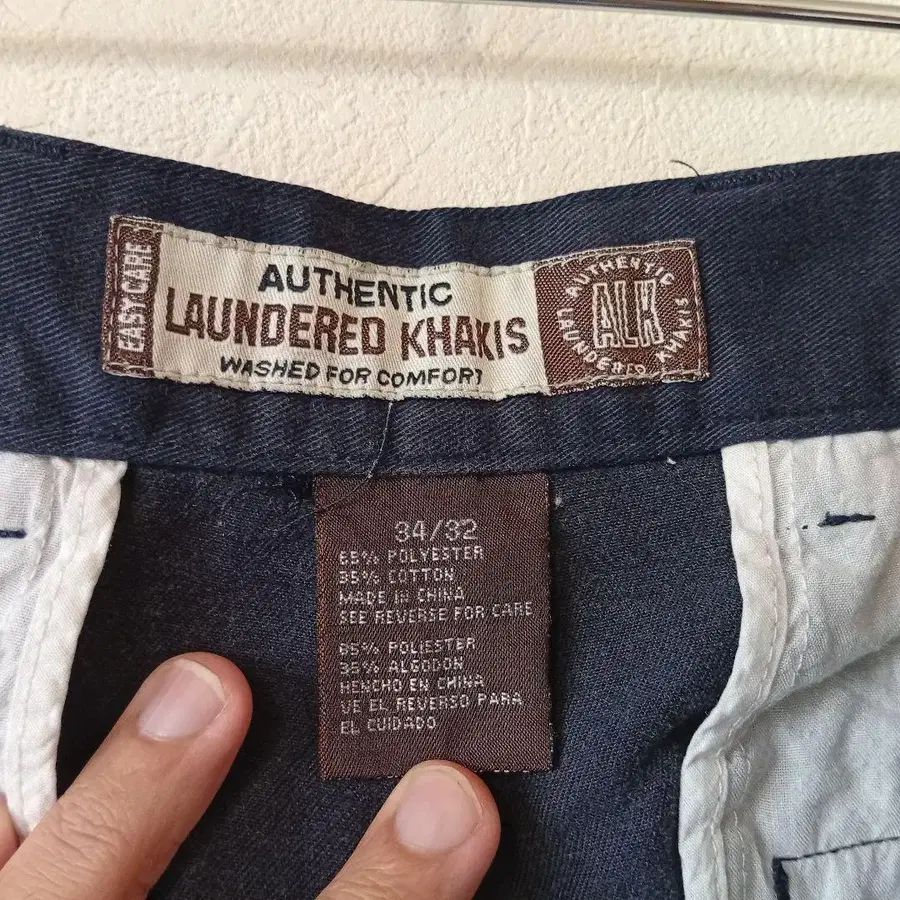 EASY CARE
AUTHENTIC
LAUNDERED KHAKIS
WASHED FOR COMFORT
AUTHENTIC
ALK
LAUNDERED KHAKIS
34/32
65% POLYESTER
35% COTTON
MADE IN CHINA
SEE REVERSE FOR CARE
65% POLIESTER
35% ALGODON
HENCHO EN CHINA
VE EL REVERSO PARA
EL CUIDADO